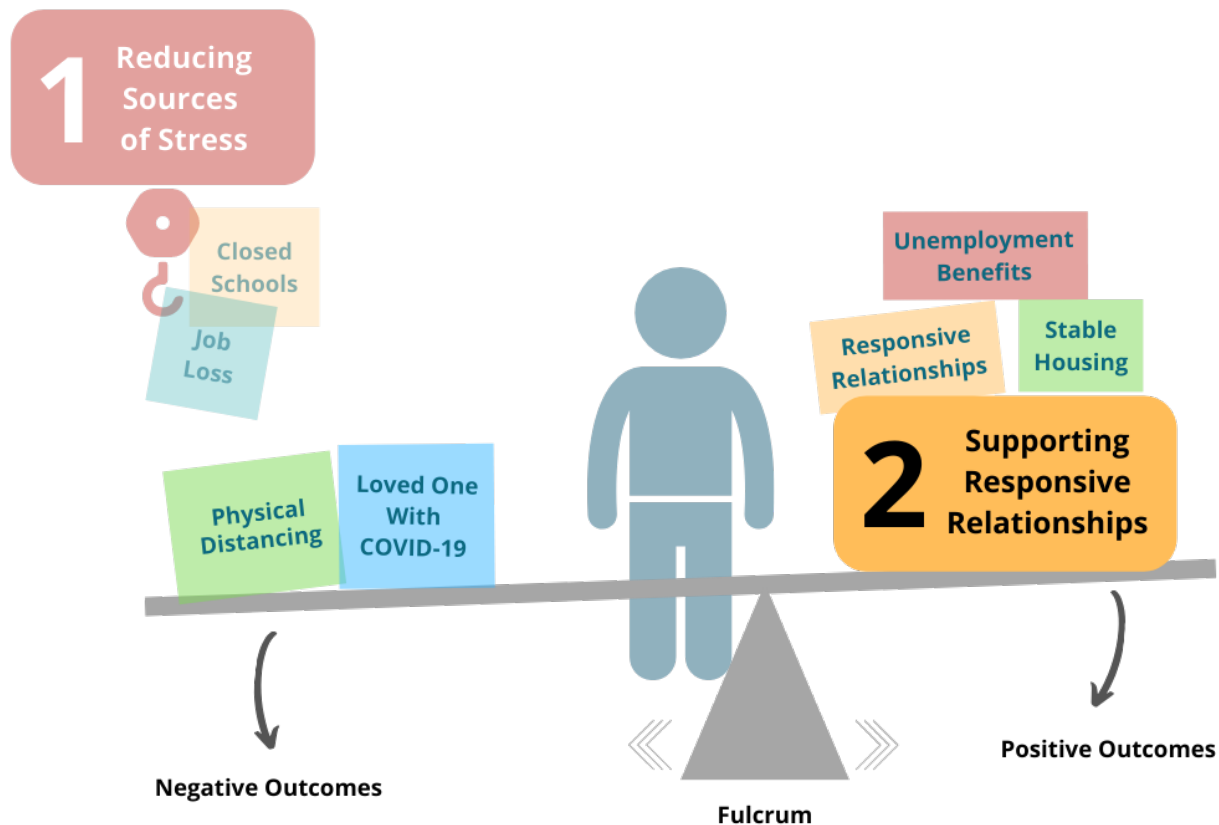 1
Reducing
Sources
of Stress
Closed
Schools
Job
Loss
Physical
Distancing
Loved One
With
COVID-19
Unemployment
Benefits
Responsive
Relationships
Stable
Housing
2
Supporting
Responsive
Relationships
Negative Outcomes
Fulcrum
Positive Outcomes